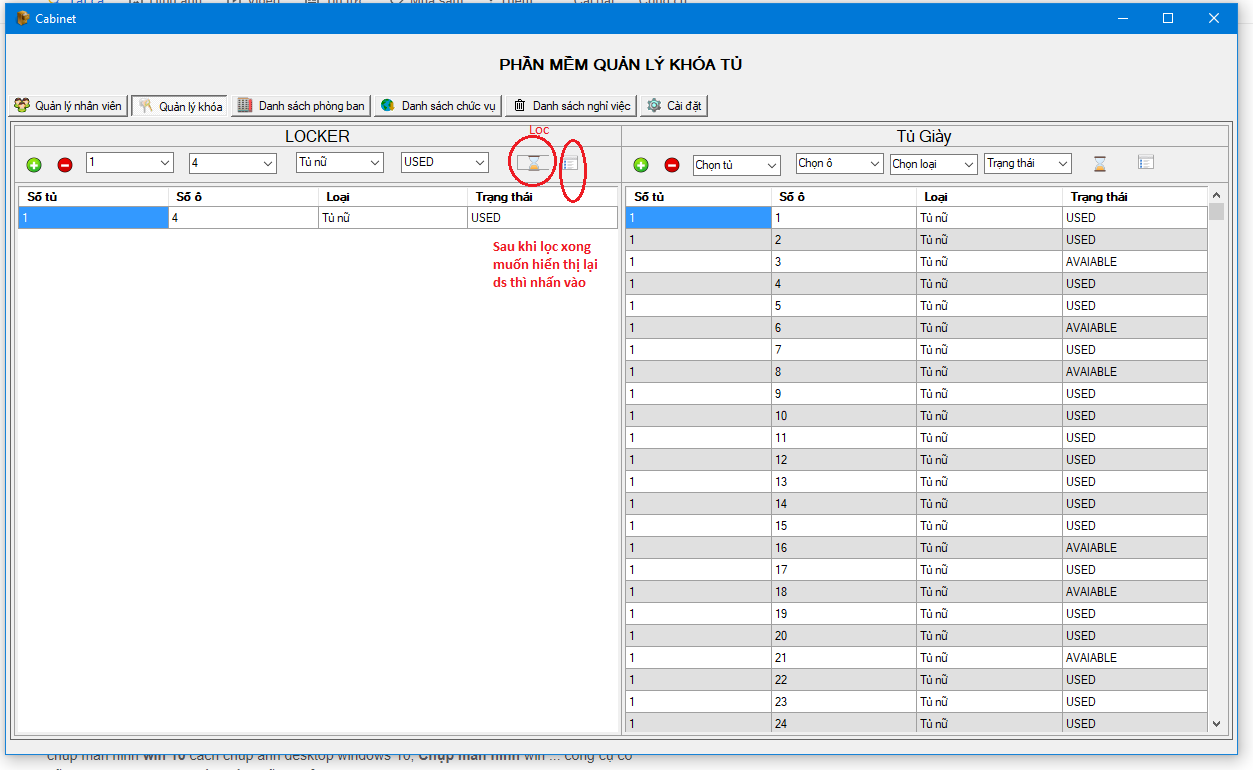 Cabinet
PHẦN MỀM QUẢN LÝ KHÓA TỦ
Quản lý nhân viên Quản lý khóa Danh sách phòng ban Danh sách chức vụ Danh sách nghỉ việc Cài đặt
Lọc
LOCKER Tủ Giày
1 4 Tủ nữ USED Chọn tủ Chọn ô Chọn loại Trạng thái
Số tủ Số ô Loại Trạng thái Số tủ Số ô Loại Trạng thái
1 4 Tủ nữ USED 1 1 Tủ nữ USED
1 2 Tủ nữ USED
1 3 Tủ nữ AVAIABLE
1 4 Tủ nữ USED
1 5 Tủ nữ USED
1 6 Tủ nữ AVAIABLE
1 7 Tủ nữ USED
1 8 Tủ nữ AVAIABLE
1 9 Tủ nữ USED
1 10 Tủ nữ USED
1 11 Tủ nữ USED
1 12 Tủ nữ USED
1 13 Tủ nữ USED
1 14 Tủ nữ USED
1 15 Tủ nữ USED
1 16 Tủ nữ AVAIABLE
1 17 Tủ nữ USED
1 18 Tủ nữ AVAIABLE
1 19 Tủ nữ USED
1 20 Tủ nữ USED
1 21 Tủ nữ AVAIABLE
1 22 Tủ nữ USED
1 23 Tủ nữ USED
1 24 Tủ nữ USED
Sau khi lọc xong
muốn hiển thị lại
ds thì nhấn vào
chụp màn hình win 10 cách chụp ảnh desktop windows 10, Chụp màn hình win ... công cụ có